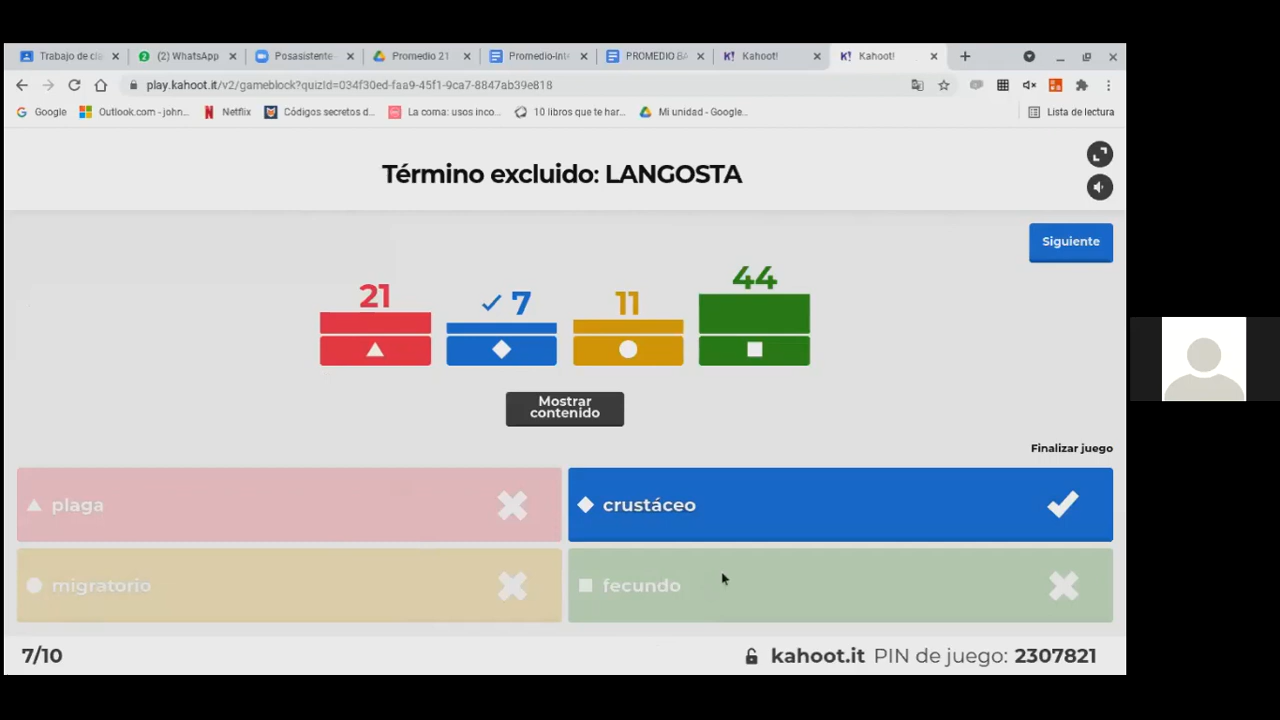 Trabajo de cla
(2) WhatsApp
Posasistente -
Promedio 21
Promedio-Inte
PROMEDIO BA
Kahoot!
Kahoot!
play.kahoot.it/v2/gameblock?quizId=034f30ed-faa9-45f1-9ca7-8847ab39e818
Google
Outlook.com - john...
Netflix
Códigos secretos d...
La coma: usos inco...
10 libros que te har...
Mi unidad - Google...
Lista de lectura
Término excluido: LANGOSTA
Siguiente
21
7
11
44
Mostrar
contenido
Finalizar juego
plaga
crustáceo
migratorio
fecundo
7/10
kahoot.it PIN de juego: 2307821